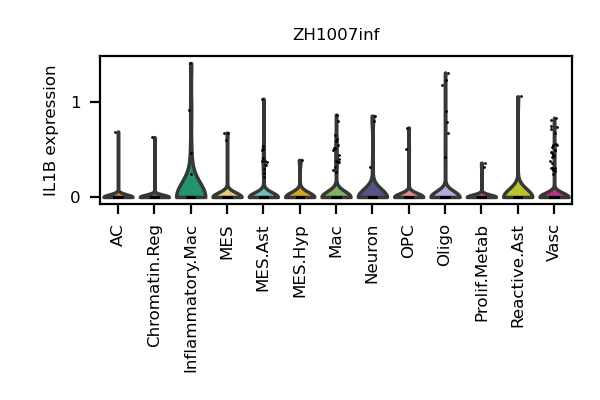 ZH1007inf
IL1B expression
1
0
AC
Chromatin.Reg
Inflammatory.Mac
MES
MES.Ast
MES.Hyp
Mac
Neuron
OPC
Oligo
Prolif.Metab
Reactive.Ast
Vasc